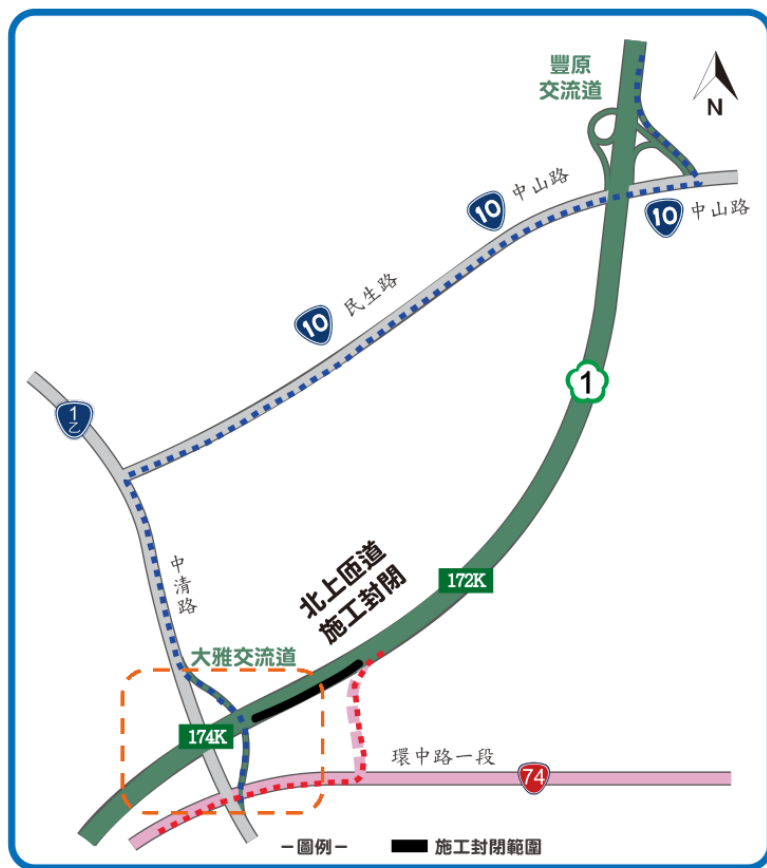 豐原
交流道
N
中山路
10
10
中山路
民生路
10
1
1
乙
北上匝道
施工封閉
172K
中清路
大雅交流道
174K
環中路一段
74
－圖例－
施工封閉範圍